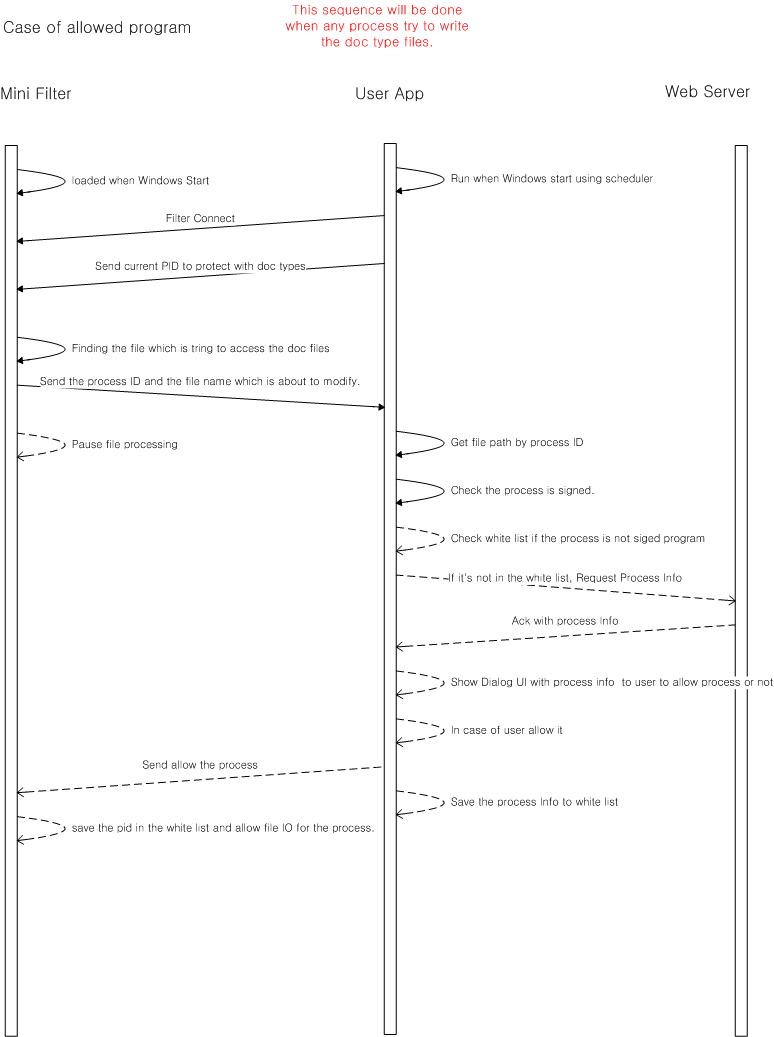 This sequence will be done
when any process try to write
the doc type files.
Case of allowed program
Mini Filter
User App
Web Server
loaded when Windows Start
Run when Windows start using scheduler
Filter Connect
Send current PID to protect with doc types
Finding the file which is tring to access the doc files
Send the process ID and the file name which is about to modify.
Pause file processing
Get file path by process ID
Check the process is signed.
Check white list if the process is not siged program
If it's not in the white list, Request Process Info
Ack with process Info
Show Dialog UI with process info to user to allow process or not
In case of user allow it
Send allow the process
Save the process Info to white list
save the pid in the white list and allow file IO for the process.